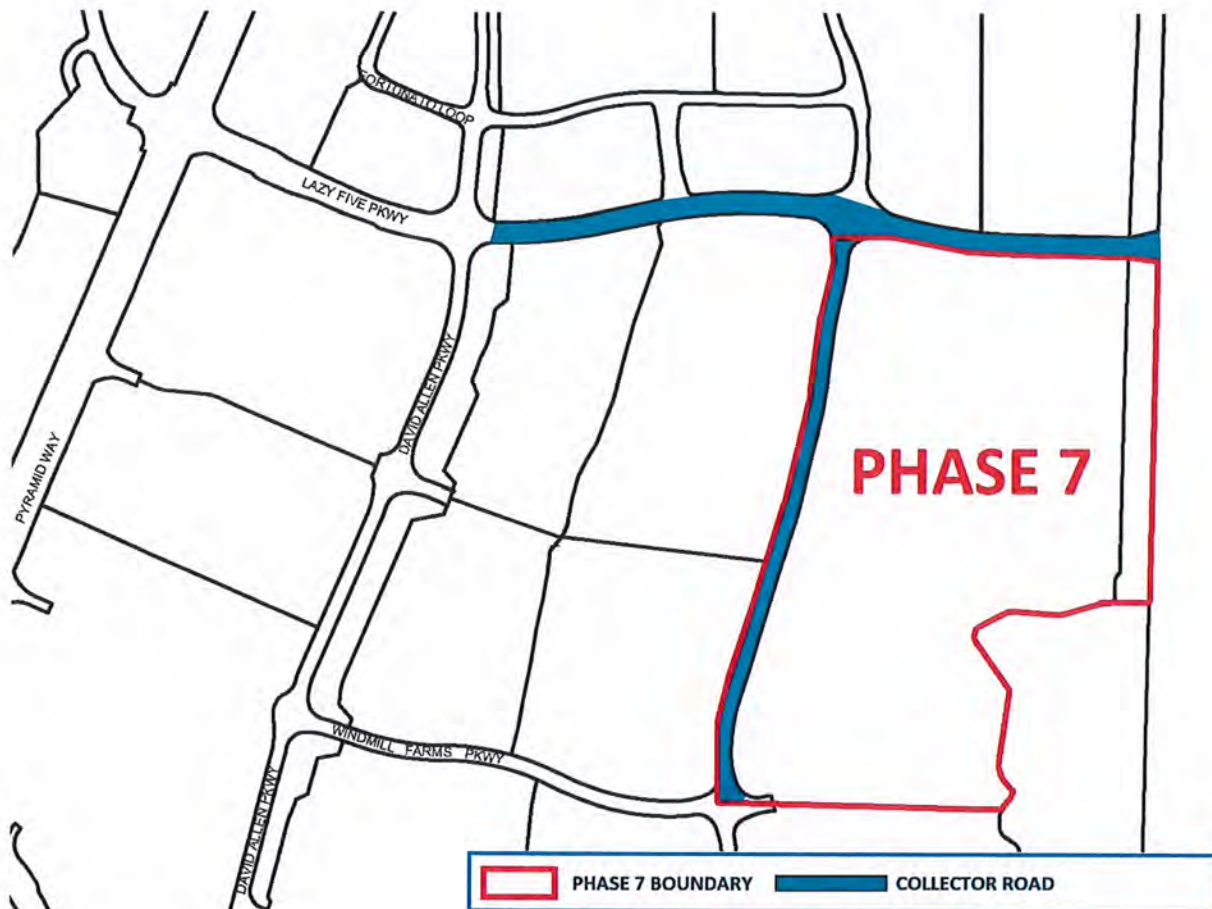 FORTUNATO LOOP
LAZY FIVE PKWY
DAVID ALLEN PKWY
PYRAMID WAY
PHASE 7
WINDMILL FARMS PKWY
DAVID ALLEN PKWY
PHASE 7 BOUNDARY
COLLECTOR ROAD